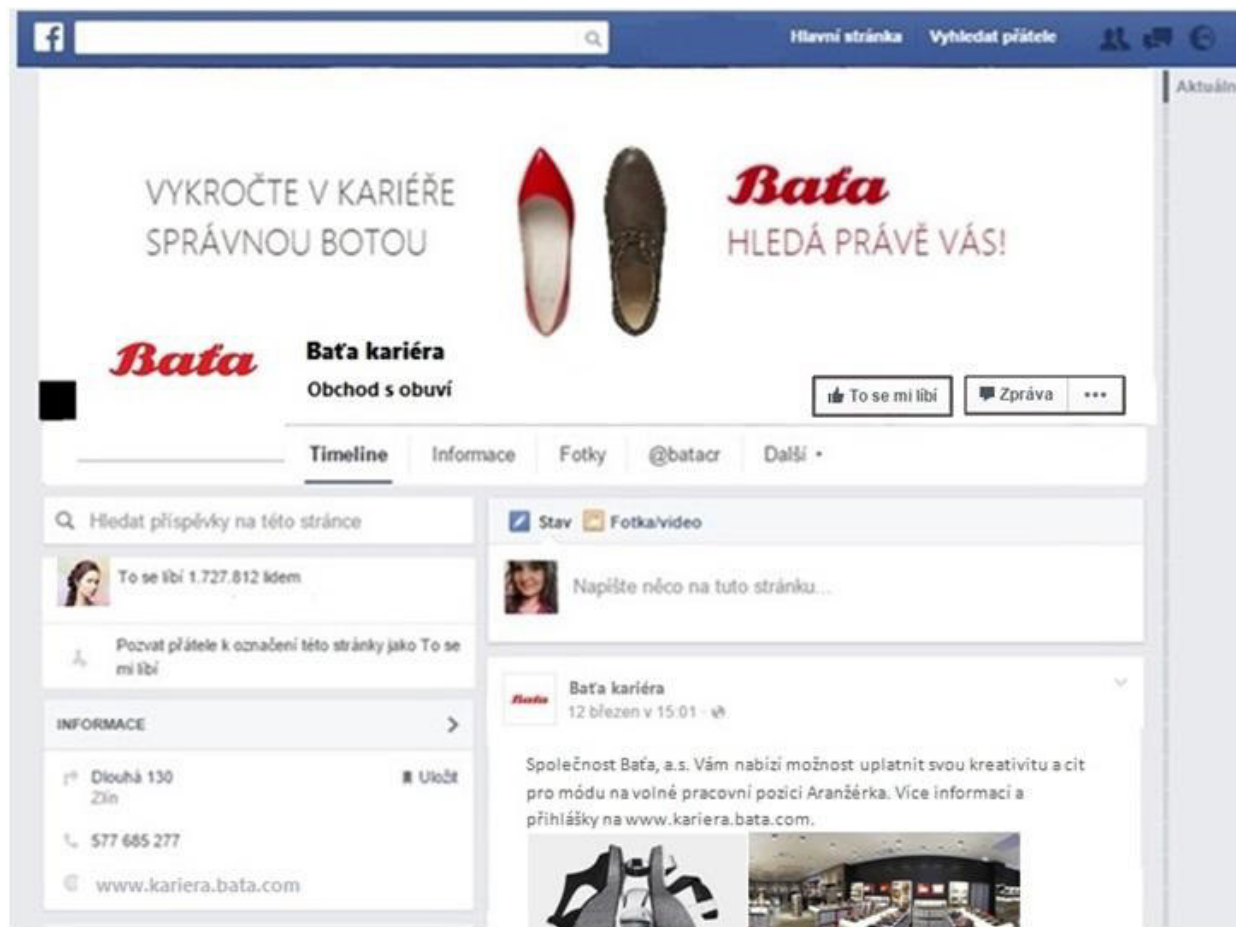 Hlavní stránka Vyhledat přátele
Aktuáln
VYKROČTE V KARIÉŘE
SPRÁVNOU BOTOU
Baťa
HLEDÁ PRÁVĚ VÁS!
Baťa
Baťa kariéra
Obchod s obuví
To se mi líbí
Zpráva
Timeline Informace Fotky @batacr Další
Hledat příspěvky na této stránce
To se líbí 1.727.812 lidem
Pozvat přátele k označení této stránky jako To se
mi líbí
INFORMACE
Dlouhá 130 Uložit
Zlín
577 685 277
www.kariera.bata.com
Stav Fotka/video
Napište něco na tuto stránku...
Baťa
Baťa kariéra
12 březen v 15:01
Společnost Baťa, a.s. Vám nabízí možnost uplatnit svou kreativitu a cit
pro módu na volné pracovní pozici Aranžérka. Více informací a
přihlášky na www.kariera.bata.com.